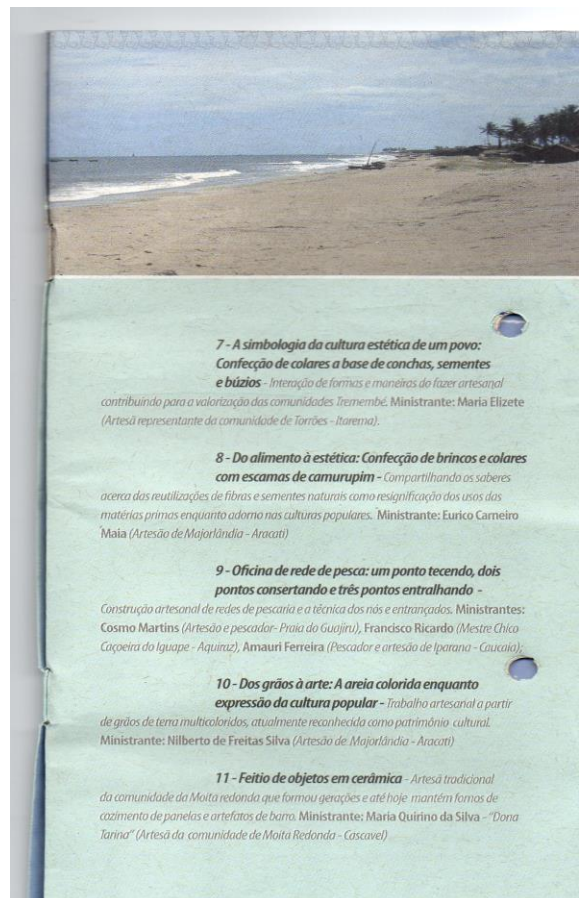 7 - A simbologia da cultura estética de um povo:
Confecção de colares a base de conchas, sementes
e búzios - Interação de formas e maneiras do fazer artesanal
contribuindo para a valorização das comunidades Tremembé. Ministrante: Maria Elizete
(Artesã representante da comunidade de Torrões - Itarema).
8 - Do alimento à estética: Confecção de brincos e colares
com escamas de camurupim - Compartilhando os saberes
acerca das reutilizações de fibras e sementes naturais como resignificação dos usos das
matérias primas enquanto adorno nas culturas populares. Ministrante: Eurico Carneiro
Maia (Artesão de Majorlândia - Aracati)
9 - Oficina de rede de pesca: um ponto tecendo, dois
pontos consertando e três pontos entralhando -
Construção artesanal de redes de pescaria e a técnica dos nós e entrançados. Ministrantes:
Cosmo Martins (Artesão e pescador- Praia do Guajiru), Francisco Ricardo (Mestre Chico
Caçoeira do Iguape - Aquiraz), Amauri Ferreira (Pescador e artesão de Iparana - Caucaia);
10 - Dos grãos à arte: A areia colorida enquanto
expressão da cultura popular - Trabalho artesanal a partir
de grãos de terra multicoloridos, atualmente reconhecida como patrimônio cultural.
Ministrante: Nilberto de Freitas Silva (Artesão de Majorlândia - Aracati)
11 - Feitio de objetos em cerâmica - Artesã tradicional
da comunidade da Moita redonda que formou gerações e até hoje mantém fornos de
cozimento de panelas e artefatos de barro. Ministrante: Maria Quirino da Silva - "Dona
Tarina" (Artesã da comunidade de Moita Redonda - Cascavel)